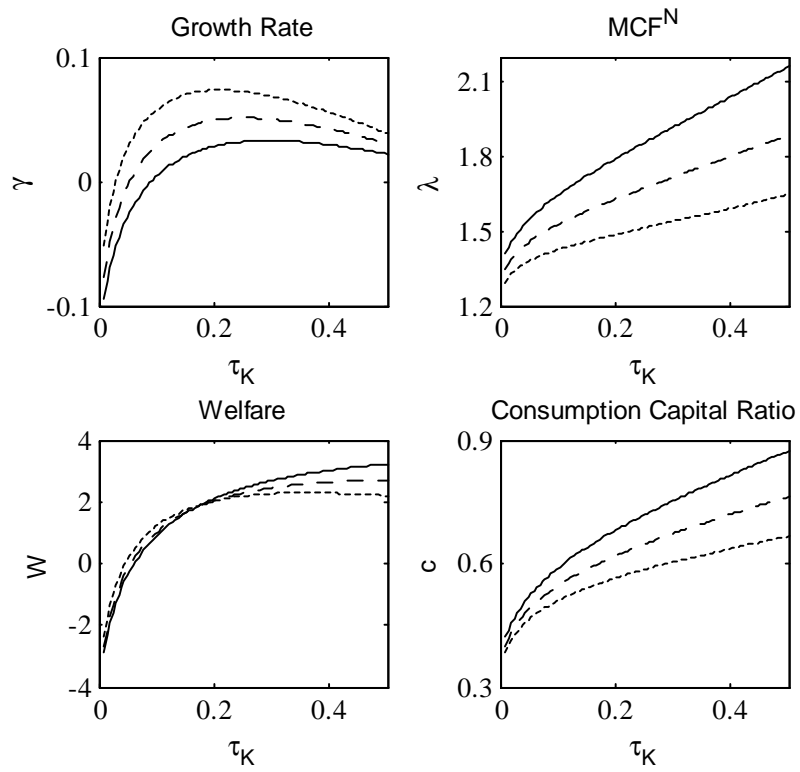 Growth Rate
0.1
0
-0.1
γ
0 0.2 0.4
τK
MCF^N
2.1
1.8
1.5
1.2
λ
0 0.2 0.4
τK
Welfare
4
2
0
-2
-4
W
0 0.2 0.4
τK
Consumption Capital Ratio
0.9
0.6
0.3
c
0 0.2 0.4
τK